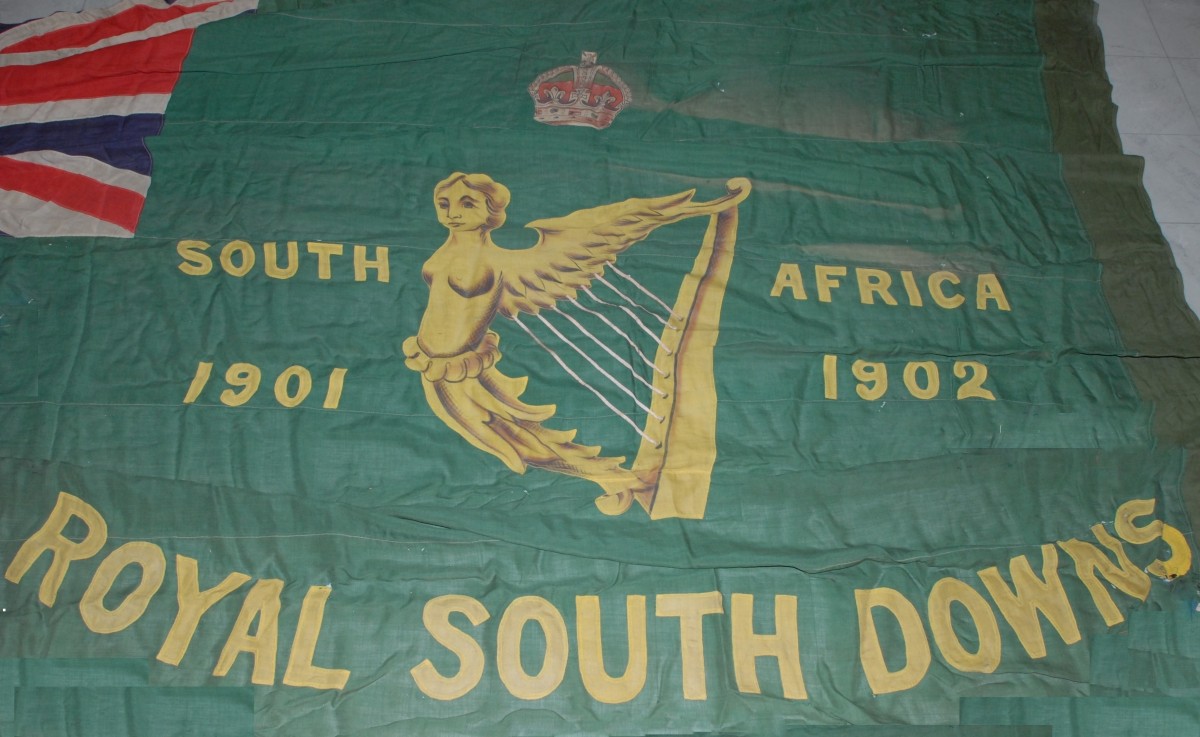 SOUTH AFRICA
1901 1902
ROYAL SOUTH DOWNS